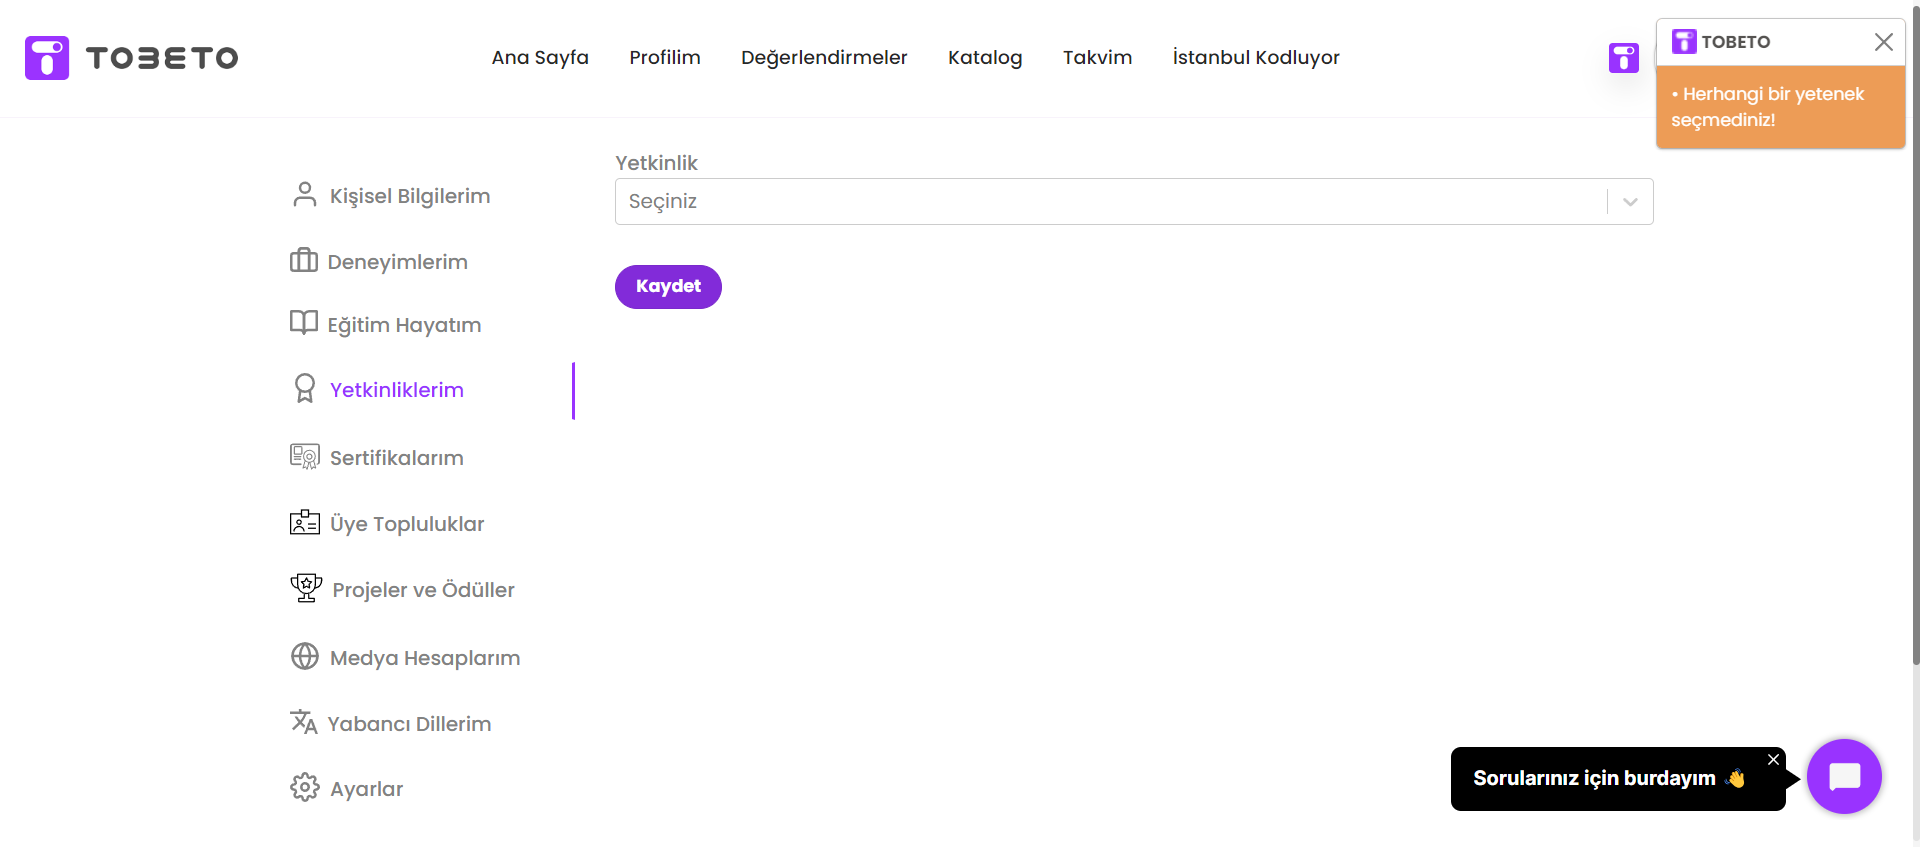 TOBETO
Ana Sayfa
Profilim
Değerlendirmeler
Katalog
Takvim
İstanbul Kodluyor
TOBETO
• Herhangi bir yetenek
seçmediniz!
Kişisel Bilgilerim
Deneyimlerim
Eğitim Hayatım
Yetkinliklerim
Sertifikalarım
Üye Topluluklar
Projeler ve Ödüller
Medya Hesaplarım
Yabancı Dillerim
Ayarlar
Yetkinlik
Seçiniz
Kaydet
Sorularınız için burdayım 👋